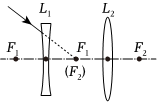 L₁ L₂
F₁ F₁ F₂
(F₂)